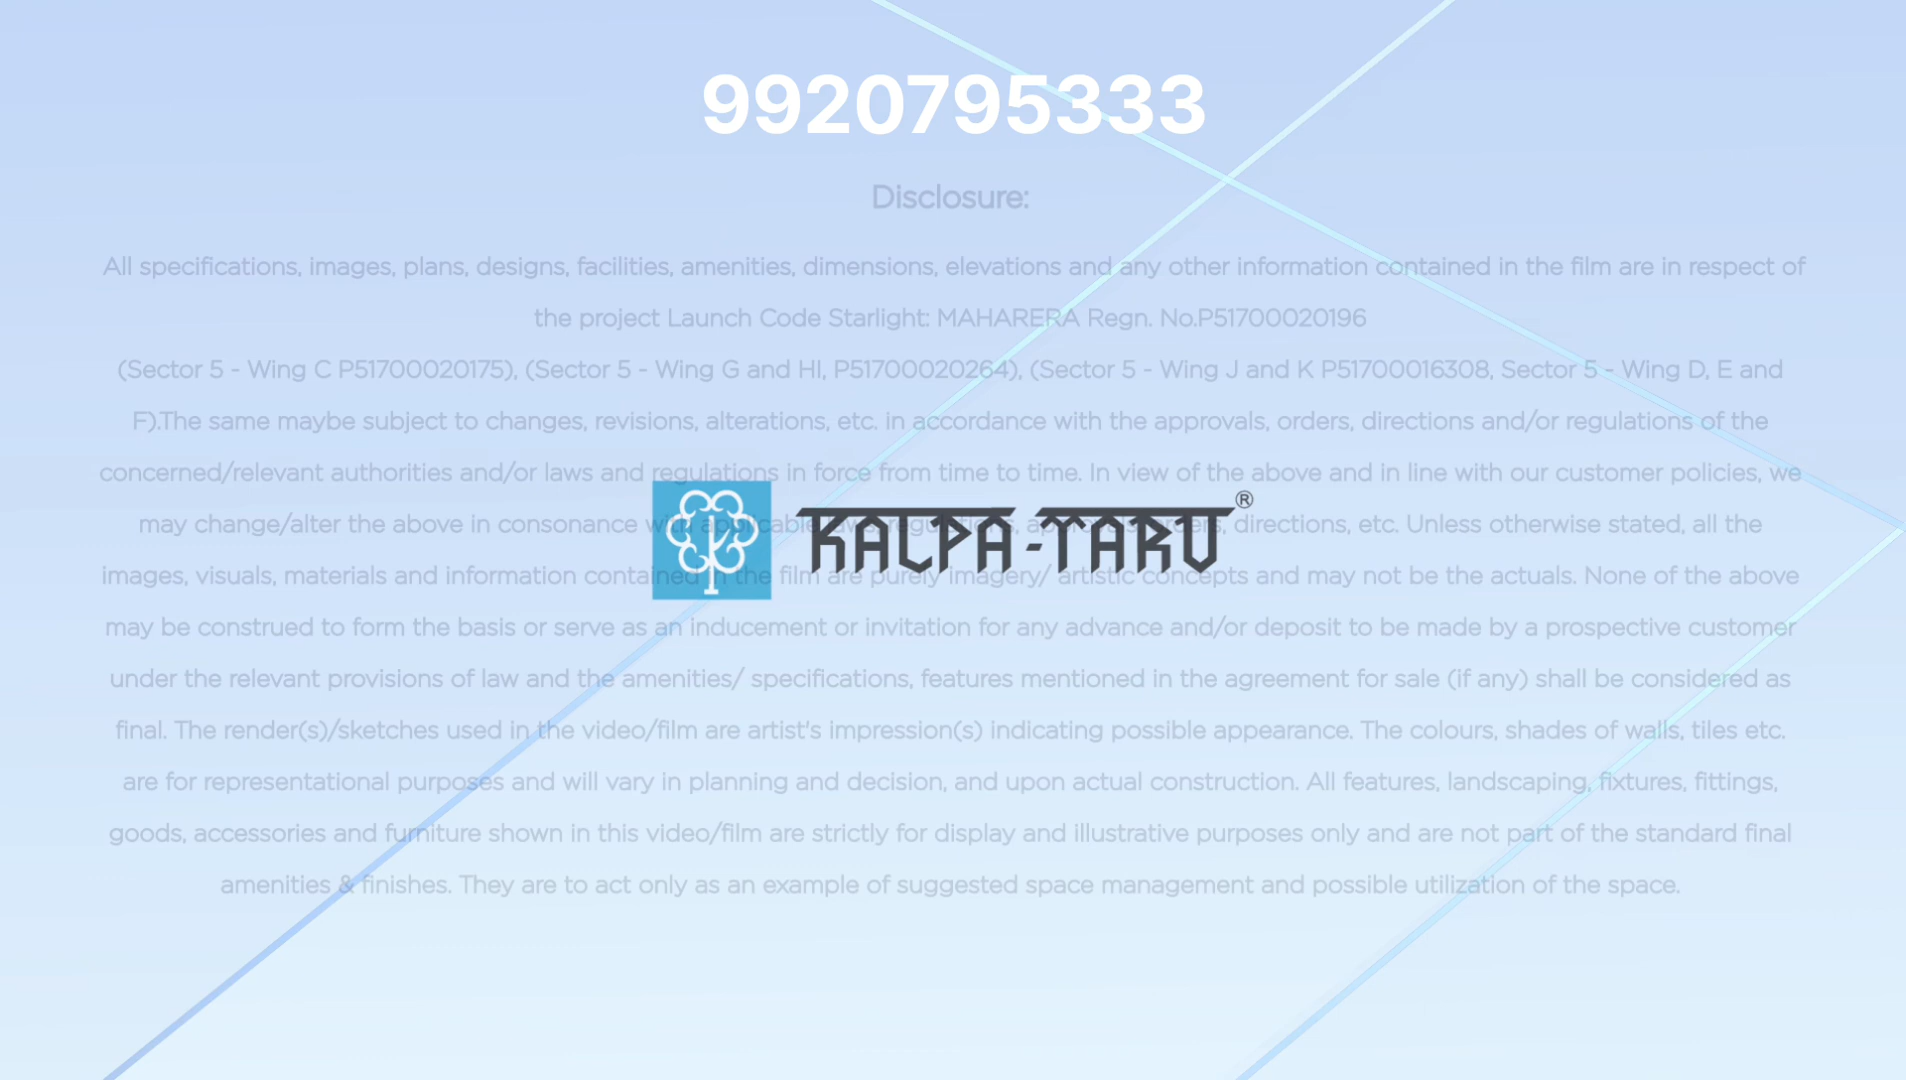 9920795333
Disclosure:
All specifications, images, plans, designs, facilities, amenities, dimensions, elevations and any other information contained in the film are in respect of
the project Launch Code Starlight: MAHARERA Regn. No.P51700020196
(Sector 5 - Wing C P51700020175), (Sector 5 - Wing G and HI, P51700020264), (Sector 5 - Wing J and K P51700016308, Sector 5 - Wing D, E and
F).The same maybe subject to changes, revisions, alterations, etc. in accordance with the approvals, orders, directions and/or regulations of the
concerned/relevant authorities and/or laws and regulations in force from time to time. In view of the above and in line with our customer policies, we
may change/alter the above in consonance with applicable laws, regulations, approvals, orders, directions, etc. Unless otherwise stated, all the
KALPA-TARU®
images, visuals, materials and information contained in the film are purely imagery/ artistic concepts and may not be the actuals. None of the above
may be construed to form the basis or serve as an inducement or invitation for any advance and/or deposit to be made by a prospective customer
under the relevant provisions of law and the amenities/ specifications, features mentioned in the agreement for sale (if any) shall be considered as
final. The render(s)/sketches used in the video/film are artist's impression(s) indicating possible appearance. The colours, shades of walls, tiles etc.
are for representational purposes and will vary in planning and decision, and upon actual construction. All features, landscaping, fixtures, fittings,
goods, accessories and furniture shown in this video/film are strictly for display and illustrative purposes only and are not part of the standard final
amenities & finishes. They are to act only as an example of suggested space management and possible utilization of the space.